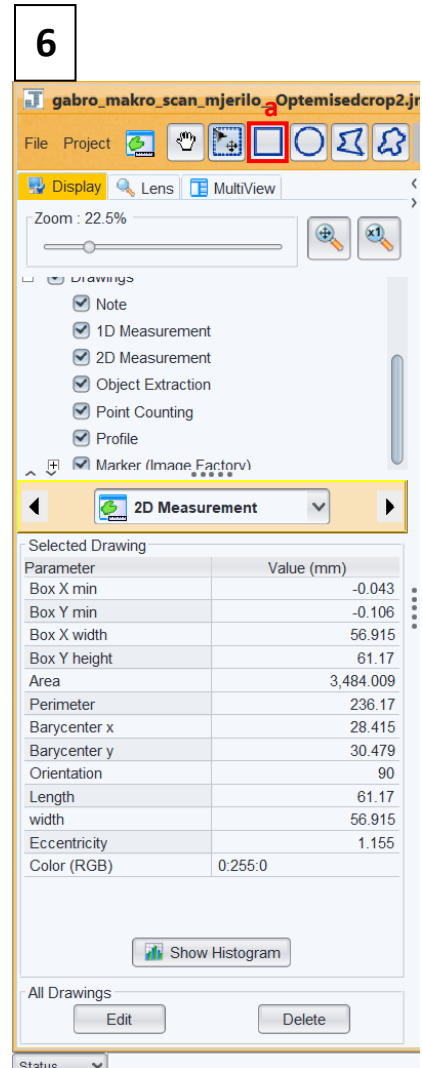 6
gabro_makro_scan_mjerilo_Optemisedcrop2.jr
a
File Project
Display Lens MultiView
Zoom : 22.5%
x1
Drawings
Note
1D Measurement
2D Measurement
Object Extraction
Point Counting
Profile
Marker (Image Factory)
2D Measurement
Selected Drawing
Parameter Value (mm)
Box X min -0.043
Box Y min -0.106
Box X width 56.915
Box Y height 61.17
Area 3,484.009
Perimeter 236.17
Barycenter x 28.415
Barycenter y 30.479
Orientation 90
Length 61.17
width 56.915
Eccentricity 1.155
Color (RGB) 0:255:0
Show Histogram
All Drawings
Edit Delete
Status